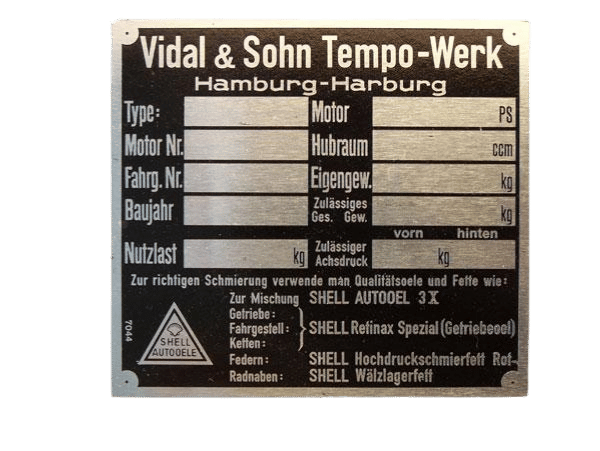 Vidal & Sohn Tempo-Werk
Hamburg-Harburg
Type: Motor PS
Motor Nr. Hubraum ccm
Fahrg. Nr. Eigengew. kg
Baujahr Zulässiges Ges. Gew. kg
vorn hinten
Nutzlast kg Zulässiger Achsdruck kg
Zur richtigen Schmierung verwende man Qualitätsoele und Fette wie:
Zur Mischung SHELL AUTOOEL 3X
Getriebe:
Fahrgestell: SHELL Retinax Spezial (Getriebeoel)
Ketten:
Federn: SHELL Hochdruckschmierfett Rot
Radnaben: SHELL Wälzlagerfett
SHELL
AUTOOELE
7044